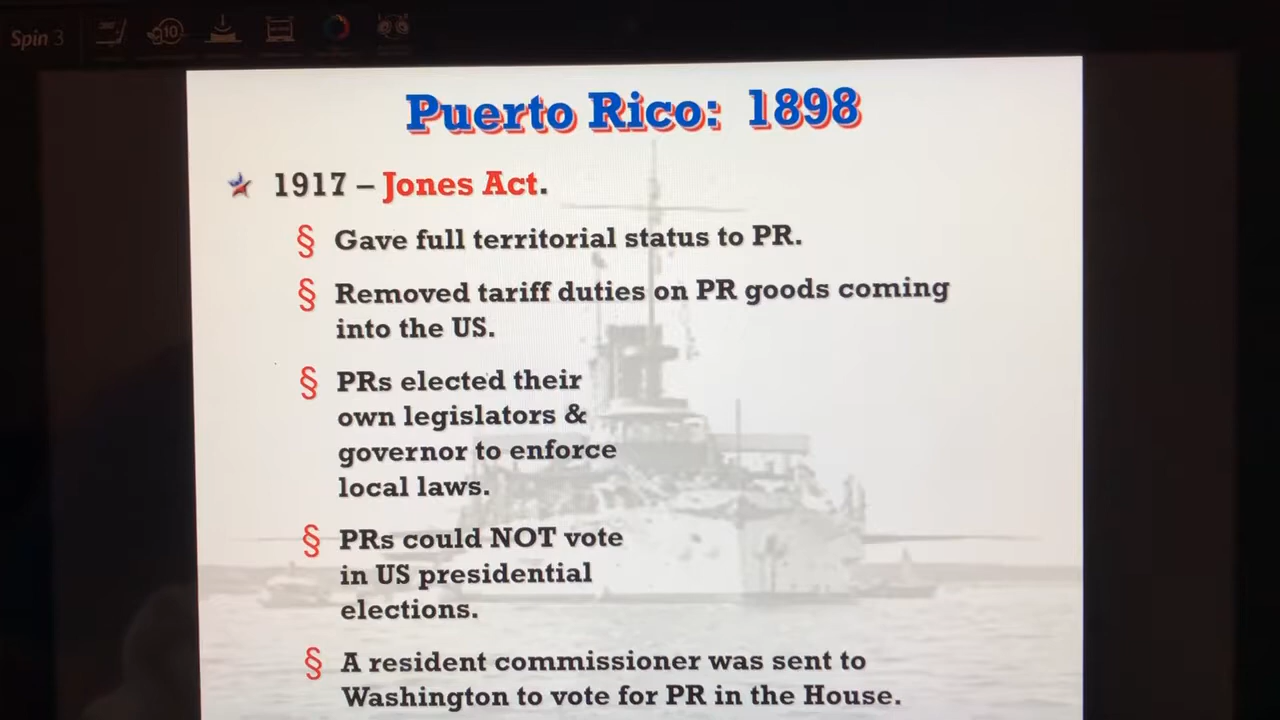 Spin 3
10
Puerto Rico: 1898
1917 – Jones Act.
§ Gave full territorial status to PR.
§ Removed tariff duties on PR goods coming
into the US.
§ PRs elected their
own legislators &
governor to enforce
local laws.
§ PRs could NOT vote
in US presidential
elections.
§ A resident commissioner was sent to
Washington to vote for PR in the House.